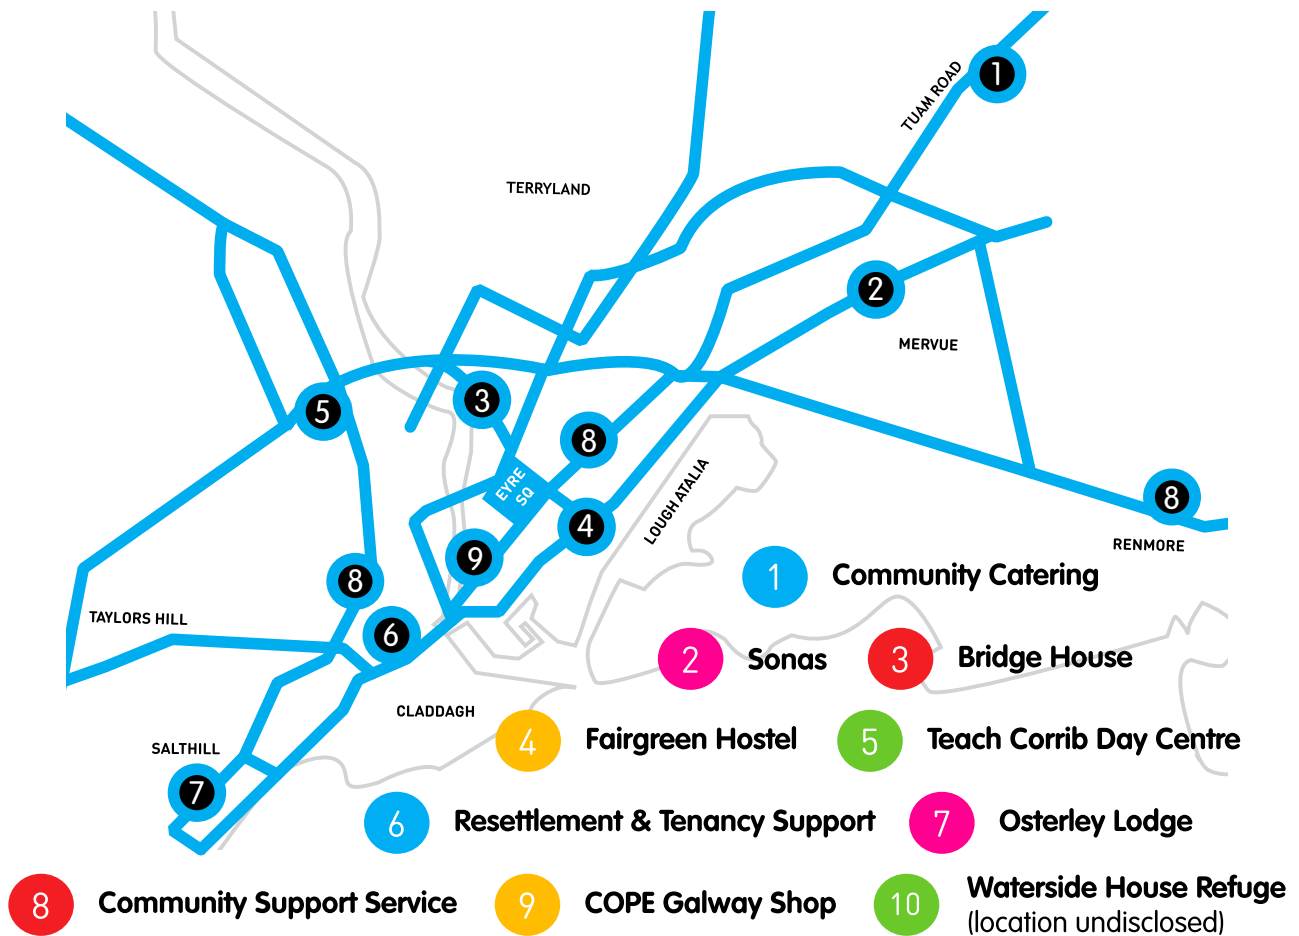 1
TUAM ROAD
TERRYLAND
2
MERVUE
3
5
8
EYRE
SQ
LOUGH ATALIA
4
8
RENMORE
9
8
TAYLORS HILL
6
CLADDAGH
SALTHILL
7
1 Community Catering
2 Sonas 3 Bridge House
4 Fairgreen Hostel 5 Teach Corrib Day Centre
6 Resettlement & Tenancy Support 7 Osterley Lodge
8 Community Support Service 9 COPE Galway Shop 10 Waterside House Refuge
(location undisclosed)